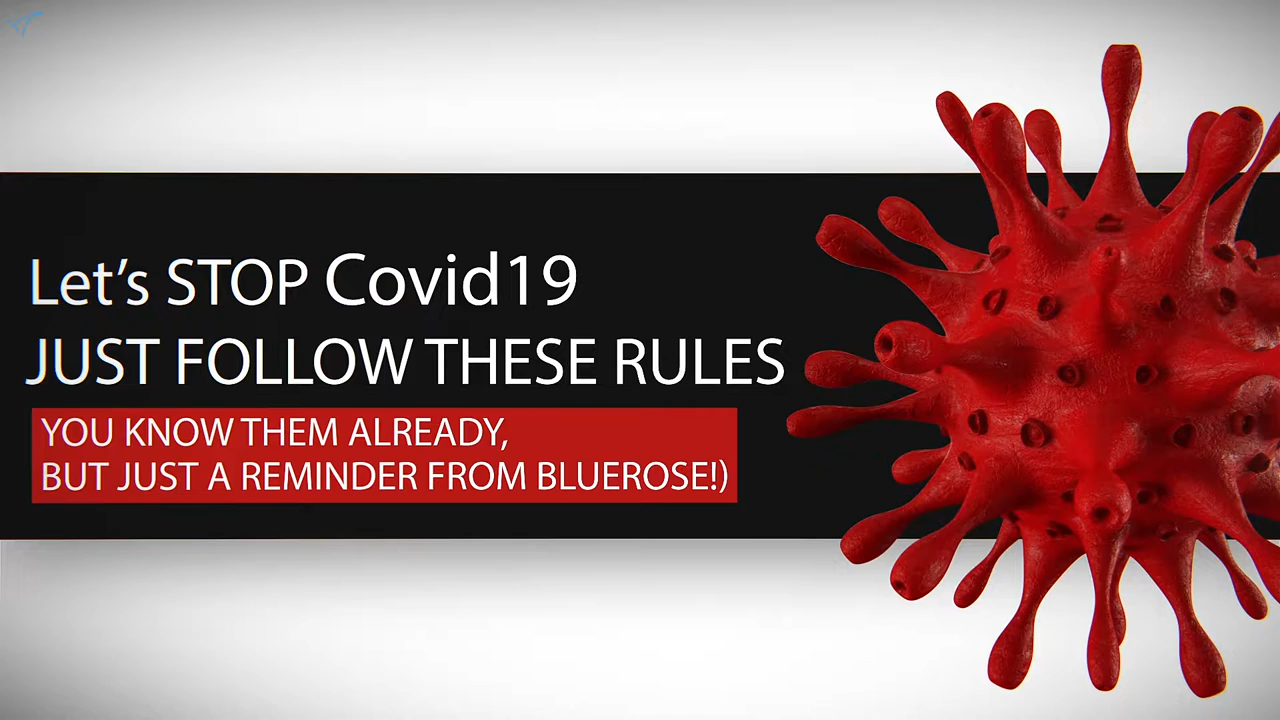 Let's STOP Covid19
JUST FOLLOW THESE RULES
YOU KNOW THEM ALREADY,
BUT JUST A REMINDER FROM BLUEROSE!)